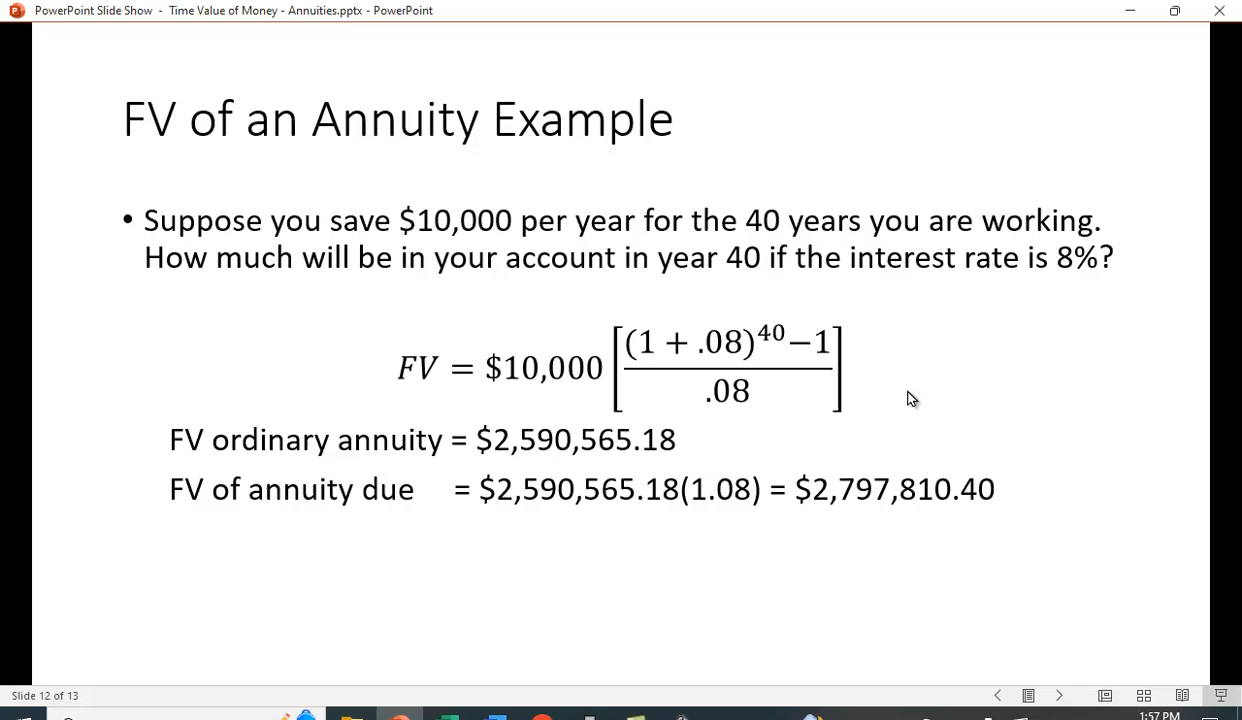 PowerPoint Slide Show - Time Value of Money - Annuities.pptx - PowerPoint
FV of an Annuity Example
• Suppose you save $10,000 per year for the 40 years you are working.
How much will be in your account in year 40 if the interest rate is 8%?
FV = $10,000 [((1 + .08)^40 − 1) / .08]
FV ordinary annuity = $2,590,565.18
FV of annuity due = $2,590,565.18(1.08) = $2,797,810.40
Slide 12 of 13
1:57 PM